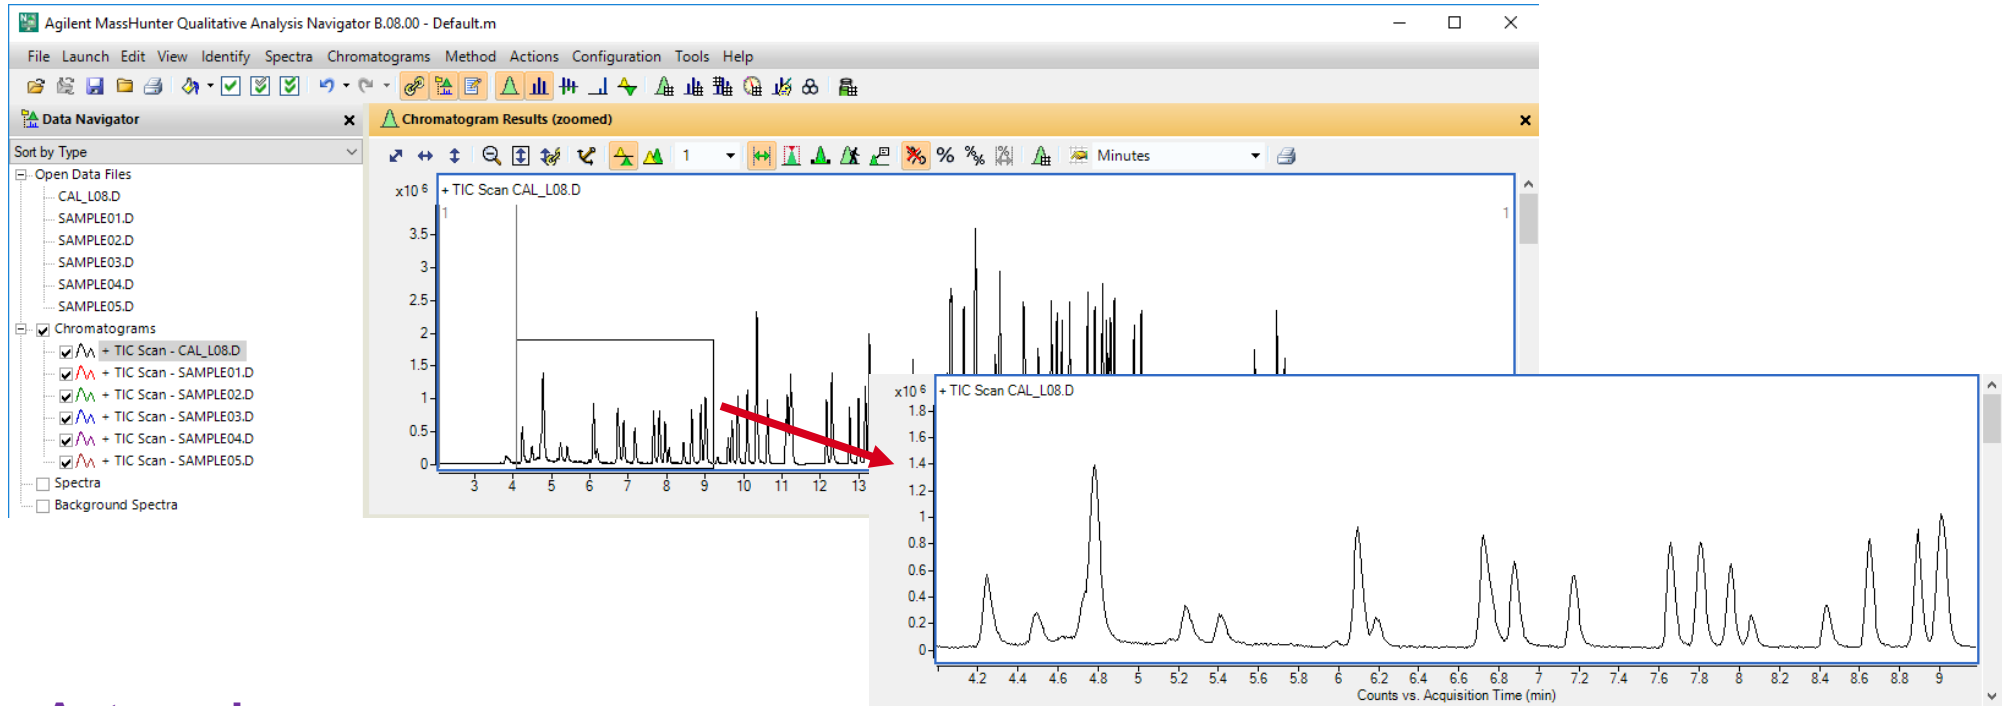 Agilent MassHunter Qualitative Analysis Navigator B.08.00 - Default.m
File Launch Edit View Identify Spectra Chromatograms Method Actions Configuration Tools Help
Data Navigator
Sort by Type
Open Data Files
CAL_L08.D
SAMPLE01.D
SAMPLE02.D
SAMPLE03.D
SAMPLE04.D
SAMPLE05.D
Chromatograms
+ TIC Scan - CAL_L08.D
+ TIC Scan - SAMPLE01.D
+ TIC Scan - SAMPLE02.D
+ TIC Scan - SAMPLE03.D
+ TIC Scan - SAMPLE04.D
+ TIC Scan - SAMPLE05.D
Spectra
Background Spectra
Chromatogram Results (zoomed)
1 % Minutes
x10 6 + TIC Scan CAL_L08.D
1 1
3.5
3
2.5
2
1.5
1
0.5
0
3 4 5 6 7 8 9 10 11 12 13
x10 6 + TIC Scan CAL_L08.D
1.8
1.6
1.4
1.2
1
0.8
0.6
0.4
0.2
0
4.2 4.4 4.6 4.8 5 5.2 5.4 5.6 5.8 6 6.2 6.4 6.6 6.8 7 7.2 7.4 7.6 7.8 8 8.2 8.4 8.6 8.8 9
Counts vs. Acquisition Time (min)